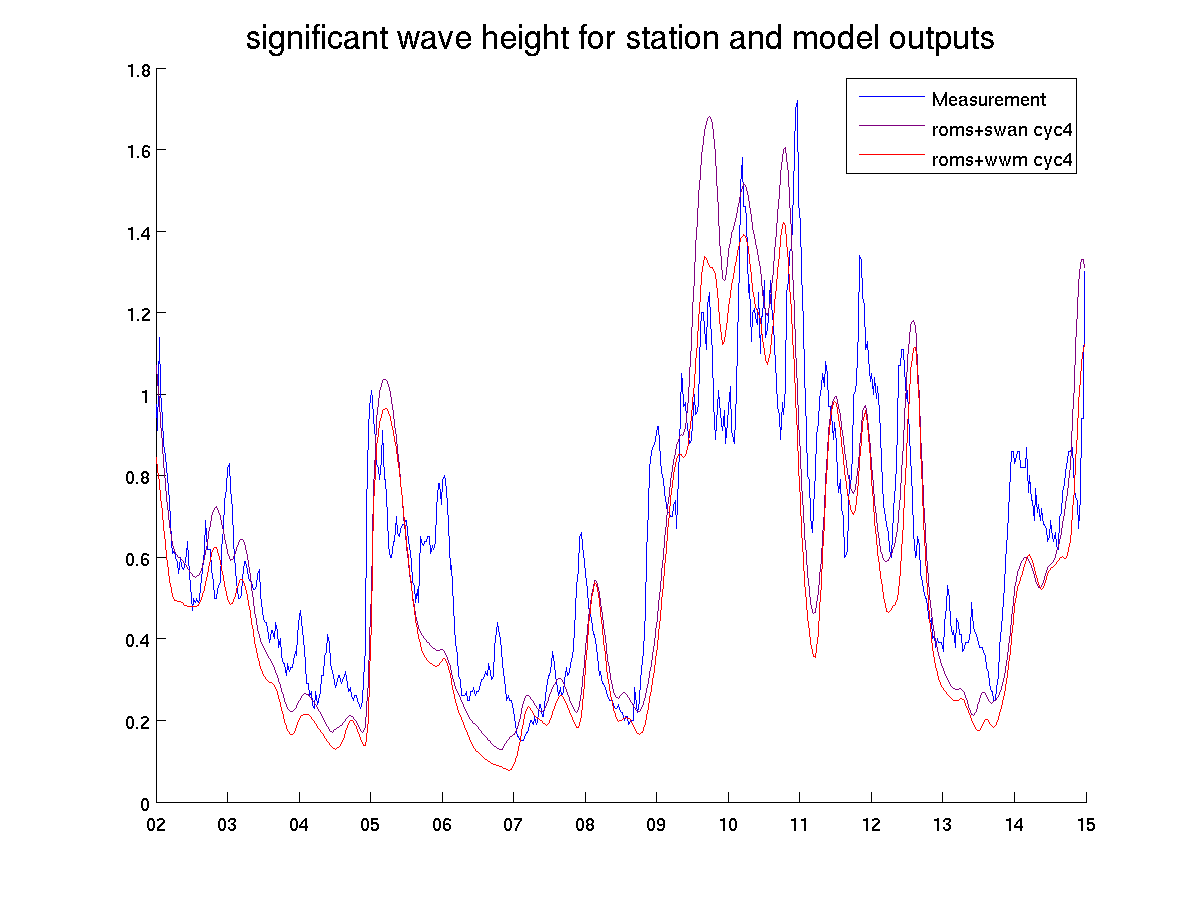 significant wave height for station and model outputs
Measurement
roms+swan cyc4
roms+wwm cyc4
1.8
1.6
1.4
1.2
1
0.8
0.6
0.4
0.2
0
02 03 04 05 06 07 08 09 10 11 12 13 14 15